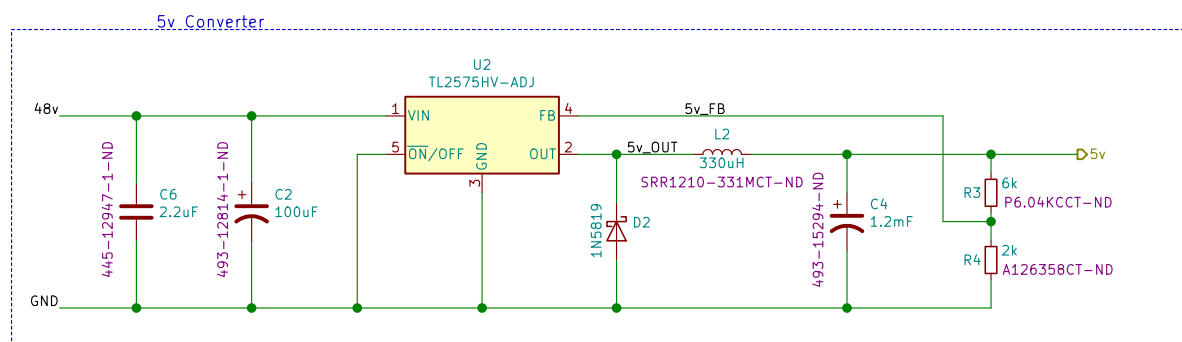 5v Converter
U2
TL2575HV-ADJ
48v
1
VIN
FB
4
5v_FB
5
ON/OFF
GND
3
OUT
2
5v_OUT
L2
330uH
SRR1210-331MCT-ND
5v
445-12947-1-ND
C6
2.2uF
493-12814-1-ND
+
C2
100uF
1N5819
D2
493-15294-ND
+
C4
1.2mF
R3
6k
P6.04KCCT-ND
R4
2k
A126358CT-ND
GND